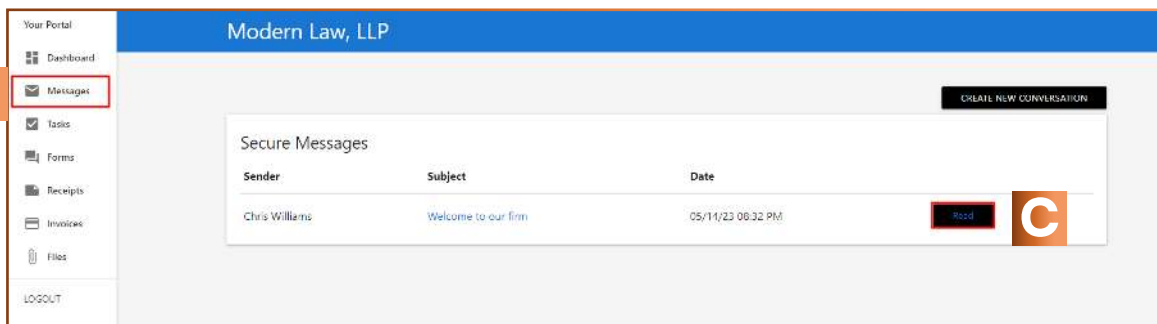 Your Portal
Dashboard
Messages
Tasks
Forms
Receipts
Invoices
Files
LOGOUT
Modern Law, LLP
CREATE NEW CONVERSATION
Secure Messages
Sender Subject Date
Chris Williams Welcome to our firm 05/14/23 08:32 PM Read
C